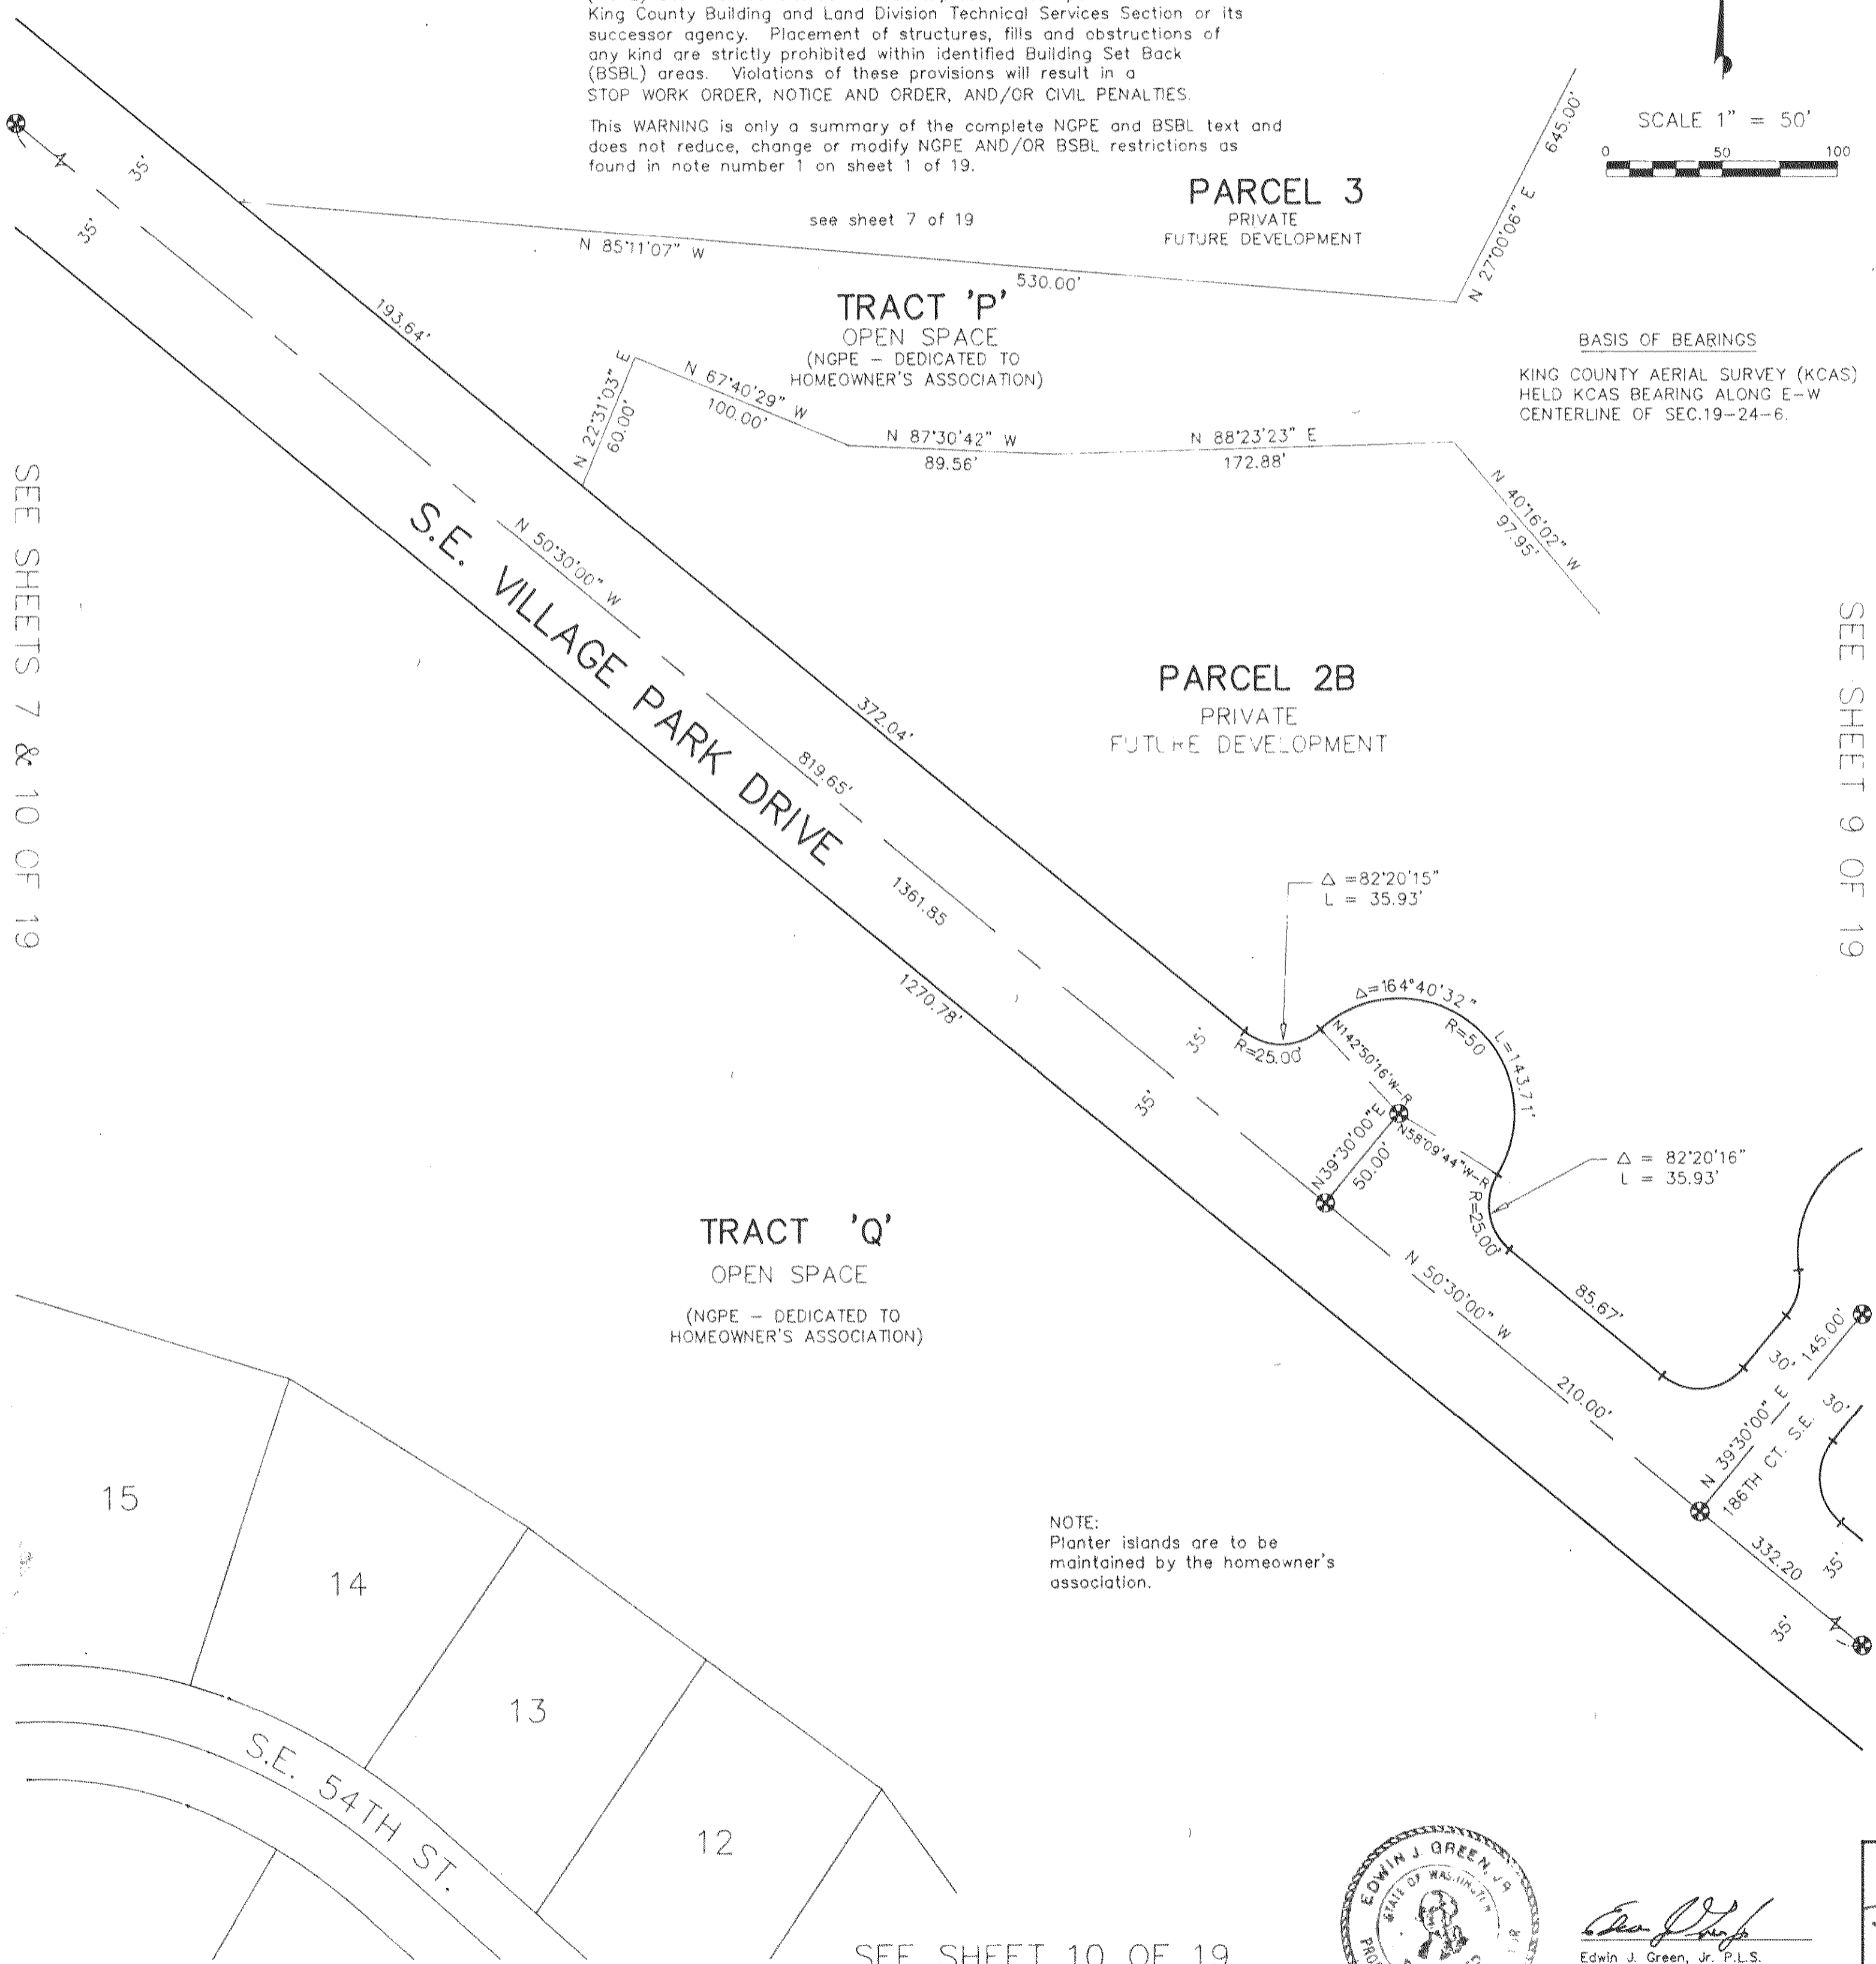 King County Building and Land Division Technical Services Section or its
successor agency. Placement of structures, fills and obstructions of
any kind are strictly prohibited within identified Building Set Back
(BSBL) areas. Violations of these provisions will result in a
STOP WORK ORDER, NOTICE AND ORDER, AND/OR CIVIL PENALTIES.
This WARNING is only a summary of the complete NGPE and BSBL text and
does not reduce, change or modify NGPE AND/OR BSBL restrictions as
found in note number 1 on sheet 1 of 19.
SCALE 1" = 50'
0 50 100
645.00'
N 27°00'06" E
PARCEL 3
PRIVATE
FUTURE DEVELOPMENT
see sheet 7 of 19
N 85°11'07" W
530.00'
35'
35'
193.64'
TRACT 'P'
OPEN SPACE
(NGPE – DEDICATED TO
HOMEOWNER'S ASSOCIATION)
BASIS OF BEARINGS
KING COUNTY AERIAL SURVEY (KCAS)
HELD KCAS BEARING ALONG E–W
CENTERLINE OF SEC.19–24–6.
N 22°31'03" E
60.00'
N 67°40'29" W
100.00'
N 87°30'42" W
89.56'
N 88°23'23" E
172.88'
N 40°16'02" W
97.95'
SEE SHEETS 7 & 10 OF 19
SEE SHEET 9 OF 19
S.E. VILLAGE PARK DRIVE
N 50°30'00" W
372.04'
819.65'
1361.85
1270.78'
PARCEL 2B
PRIVATE
FUTURE DEVELOPMENT
Δ =82°20'15"
L = 35.93'
Δ=164°40'32"
R=50
L=143.71'
R=25.00'
N142°50'16'W–R
35'
35'
N39°30'00"E
50.00'
N58°09'44"W–R
R=25.00'
Δ = 82°20'16"
L = 35.93'
TRACT 'Q'
OPEN SPACE
(NGPE – DEDICATED TO
HOMEOWNER'S ASSOCIATION)
N 50°30'00" W
85.67'
210.00'
30'
145.00'
30'
N 39°30'00" E
186TH CT. S.E.
332.20
35'
35'
NOTE:
Planter islands are to be
maintained by the homeowner's
association.
15
14
13
12
S.E. 54TH ST.
SEE SHEET 10 OF 19
EDWIN J GREEN, JR
STATE OF WASHINGTON
Edwin J. Green, Jr. P.L.S.